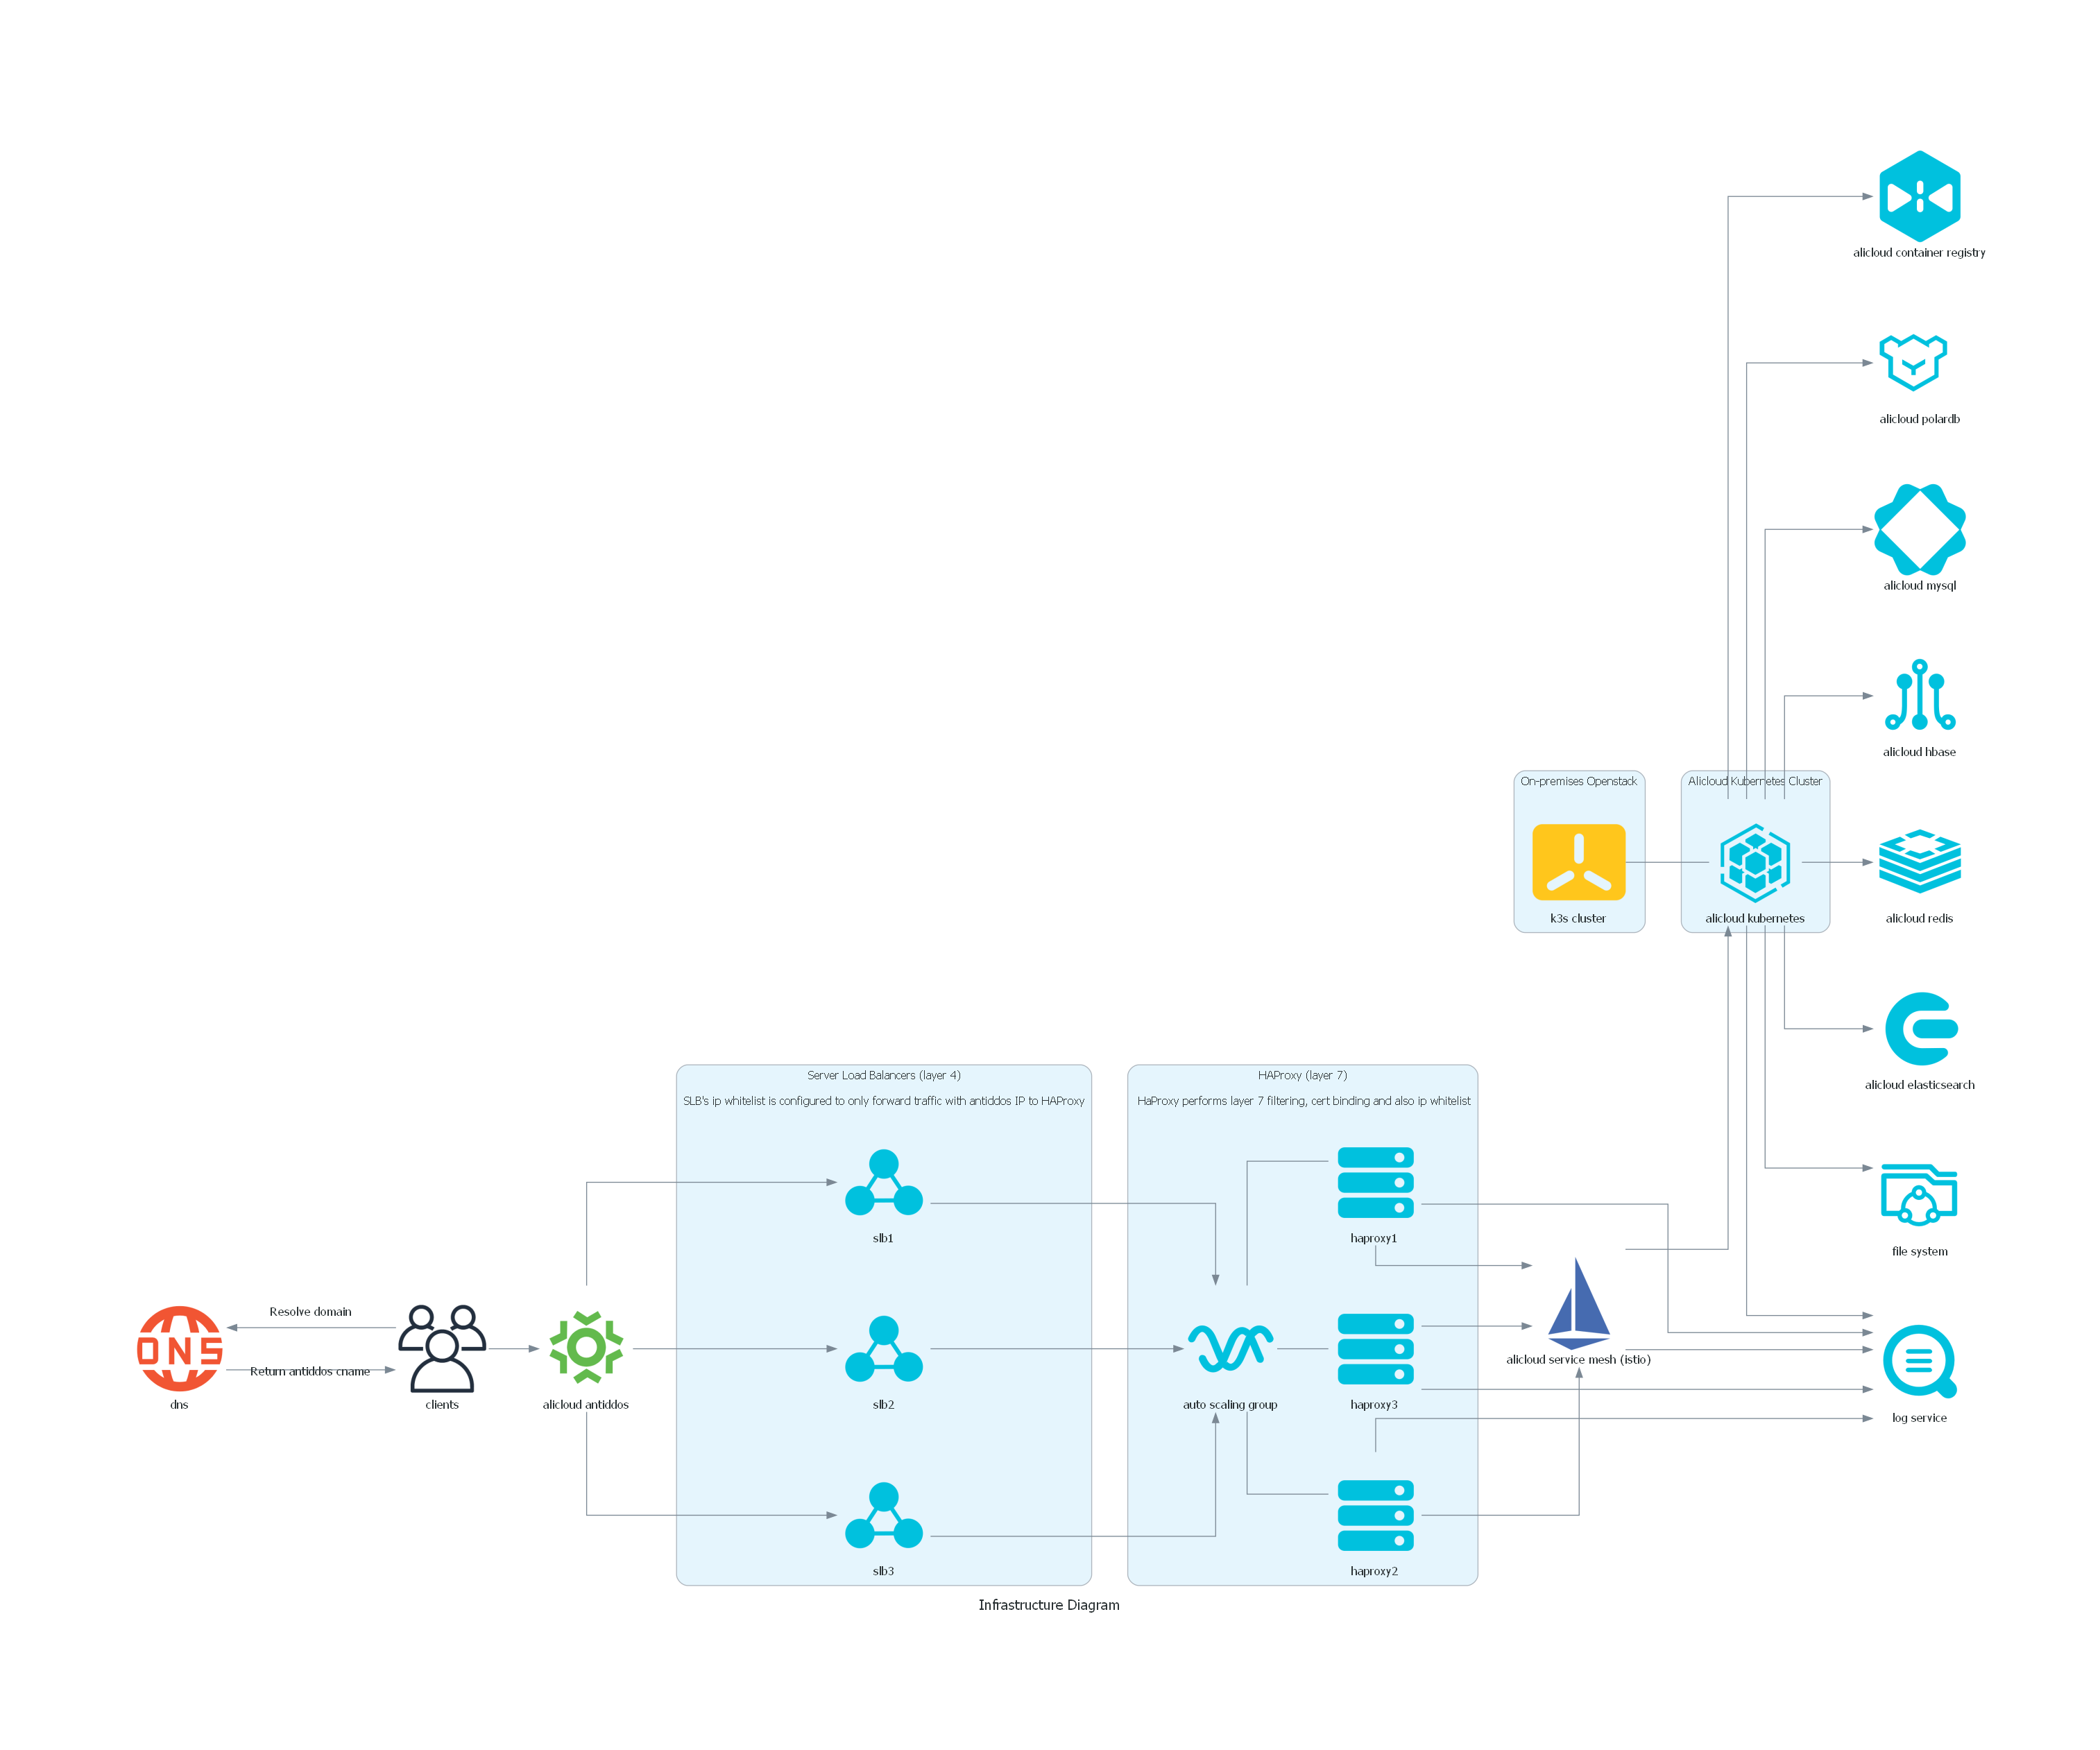 alicloud container registry
alicloud polardb
alicloud mysql
alicloud hbase
On-premises Openstack
Alicloud Kubernetes Cluster
k3s cluster
alicloud kubernetes
alicloud redis
alicloud elasticsearch
Server Load Balancers (layer 4)
SLB's ip whitelist is configured to only forward traffic with antiddos IP to HAProxy
HAProxy (layer 7)
HaProxy performs layer 7 filtering, cert binding and also ip whitelist
slb1
haproxy1
file system
Resolve domain
DNS
Return antiddos cname
dns
clients
alicloud antiddos
slb2
auto scaling group
haproxy3
alicloud service mesh (istio)
log service
slb3
haproxy2
Infrastructure Diagram